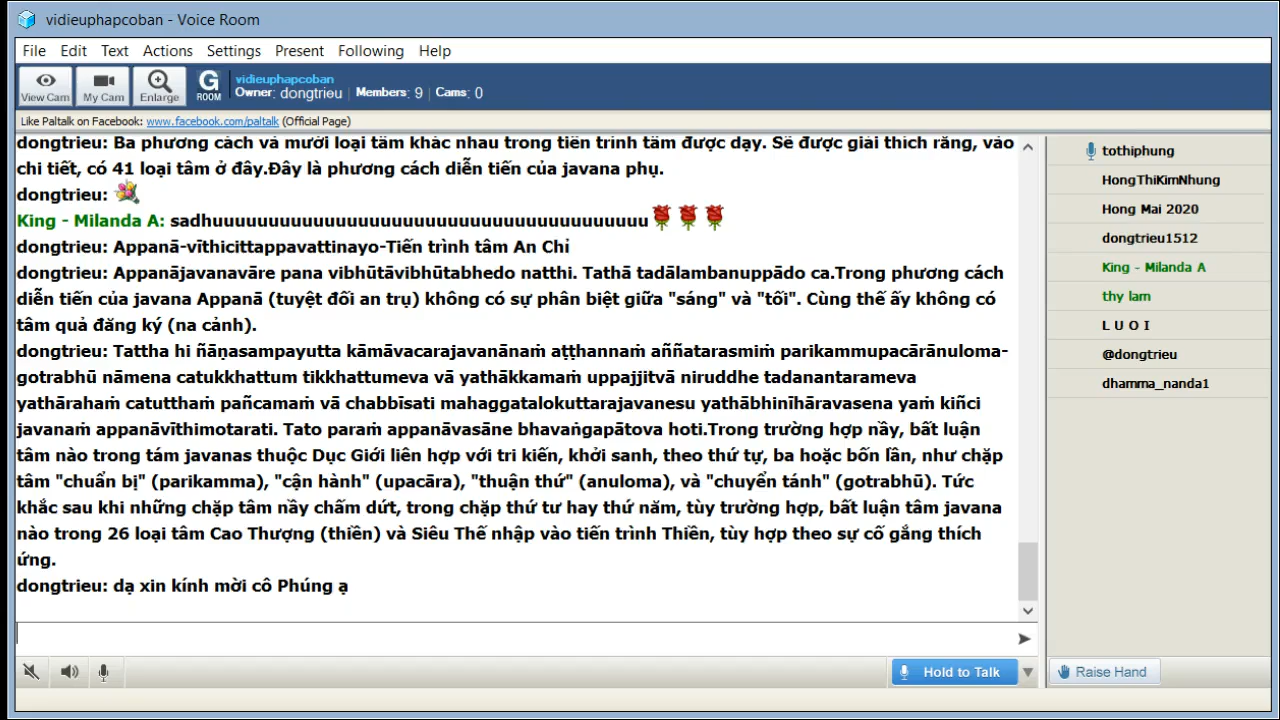 vidieuphapcoban - Voice Room
File Edit Text Actions Settings Present Following Help
View Cam My Cam Enlarge G ROOM vidieuphapcoban
Owner: dongtrieu | Members: 9 | Cams: 0
Like Paltalk on Facebook: www.facebook.com/paltalk (Official Page)
dongtrieu: Ba phương cách và mười loại tâm khác nhau trong tiến trình tâm được dạy. Sẽ được giải thích rằng, vào
chi tiết, có 41 loại tâm ở đây.Đây là phương cách diễn tiến của javana phụ.
dongtrieu:
King - Milanda A: sadhuuuuuuuuuuuuuuuuuuuuuuuuuuuuuuuuuuuuuuu
dongtrieu: Appanā-vīthicittappavattinayo-Tiến trình tâm An Chỉ
dongtrieu: Appanājavanavāre pana vibhūtāvibhūtabhedo natthi. Tathā tadālambanuppādo ca.Trong phương cách
diễn tiến của javana Appanā (tuyệt đối an trụ) không có sự phân biệt giữa "sáng" và "tối". Cùng thế ấy không có
tâm quả đăng ký (na cảnh).
dongtrieu: Tattha hi ñāṇasampayutta kāmāvacarajavanānaṁ aṭṭhannaṁ aññatarasmiṁ parikammupacārānuloma-
gotrabhū nāmena catukkhattum tikkhattumeva vā yathākkamaṁ uppajjitvā niruddhe tadanantarameva
yathārahaṁ catutthaṁ pañcamaṁ vā chabbīsati mahaggatalokuttarajavanesu yathābhinīhāravasena yaṁ kiñci
javanaṁ appanāvīthimotarati. Tato paraṁ appanāvasāne bhavaṅgapātova hoti.Trong trường hợp nầy, bất luận
tâm nào trong tám javanas thuộc Dục Giới liên hợp với tri kiến, khởi sanh, theo thứ tự, ba hoặc bốn lần, như chặp
tâm "chuẩn bị" (parikamma), "cận hành" (upacāra), "thuận thứ" (anuloma), và "chuyển tánh" (gotrabhū). Tức
khắc sau khi những chặp tâm nầy chấm dứt, trong chặp thứ tư hay thứ năm, tùy trường hợp, bất luận tâm javana
nào trong 26 loại tâm Cao Thượng (thiền) và Siêu Thế nhập vào tiến trình Thiền, tùy hợp theo sự cố gắng thích
ứng.
dongtrieu: dạ xin kính mời cô Phúng ạ
tothiphung
HongThiKimNhung
Hong Mai 2020
dongtrieu1512
King - Milanda A
thy lam
L U O I
@dongtrieu
dhamma_nanda1
Hold to Talk
Raise Hand